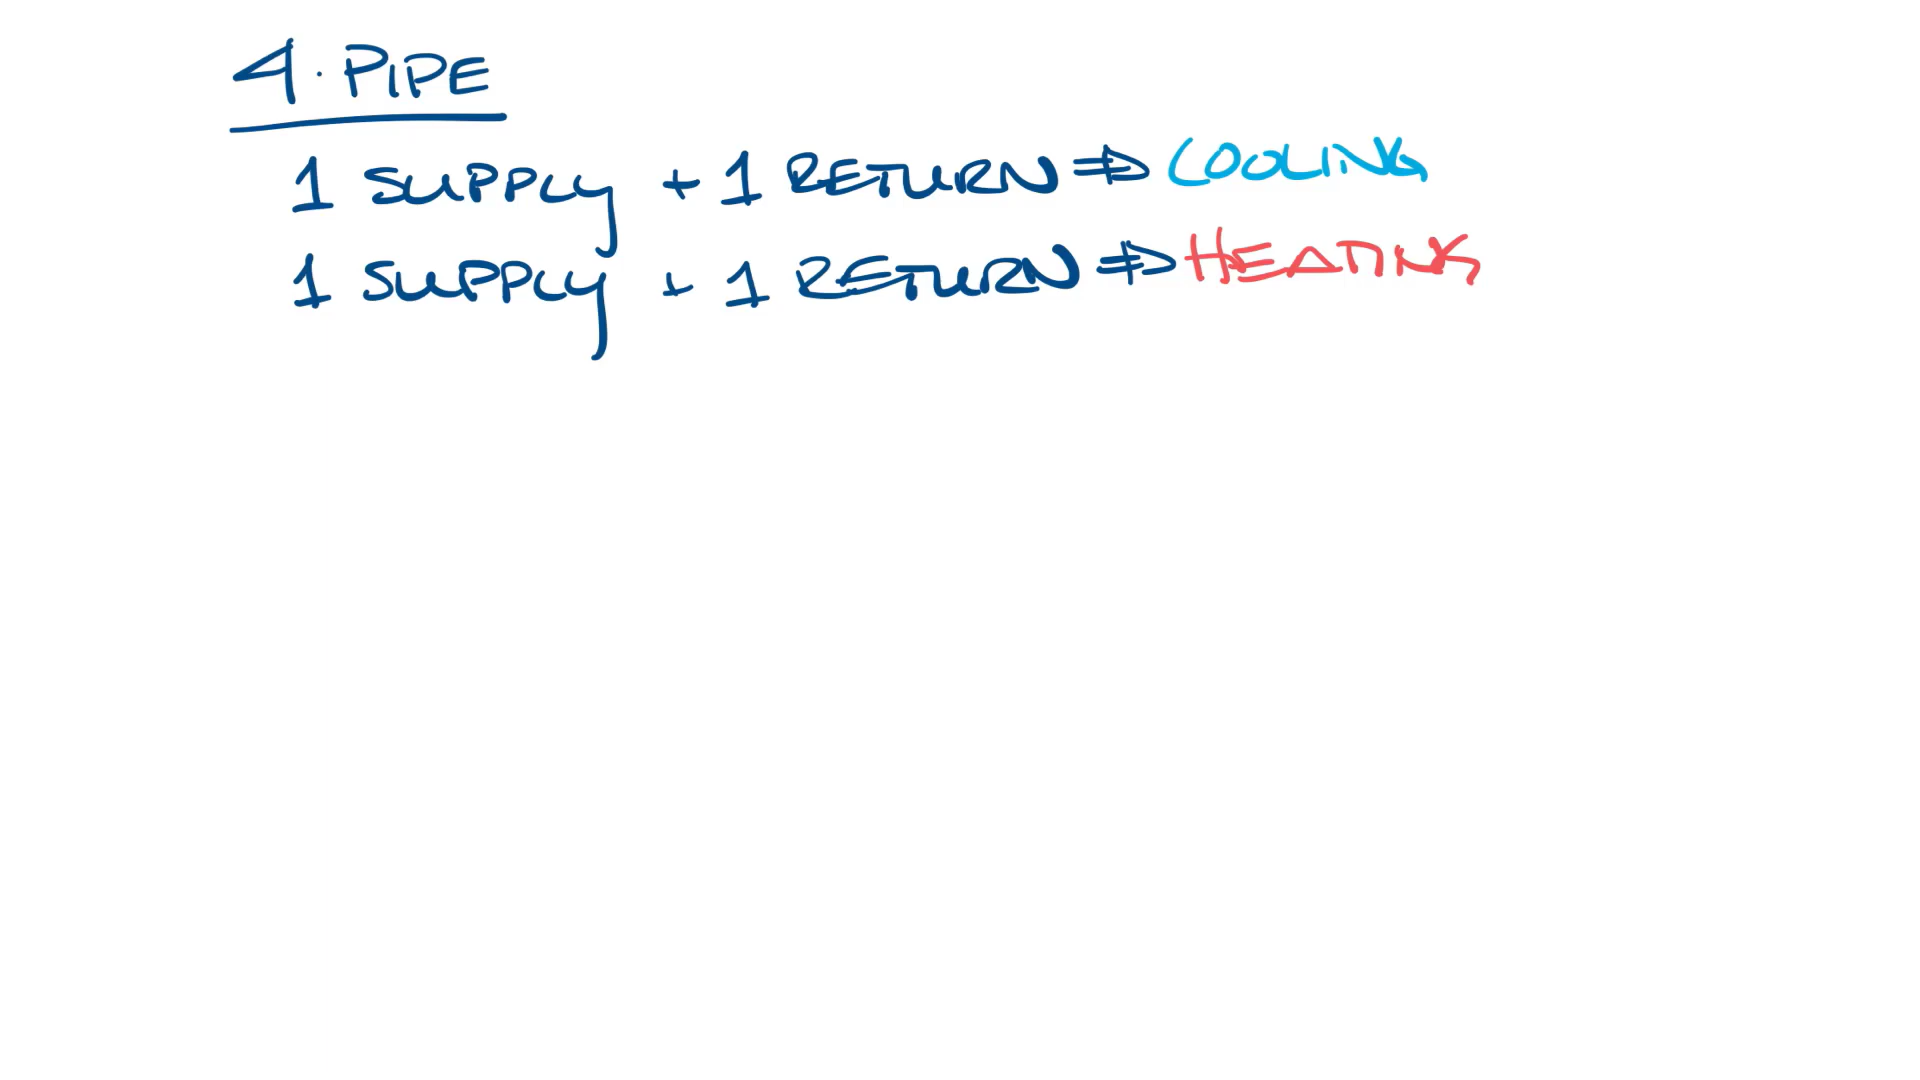 4. PIPE
1 SUPPLY + 1 RETURN ⇒ COOLING
1 SUPPLY + 1 RETURN ⇒ HEATING